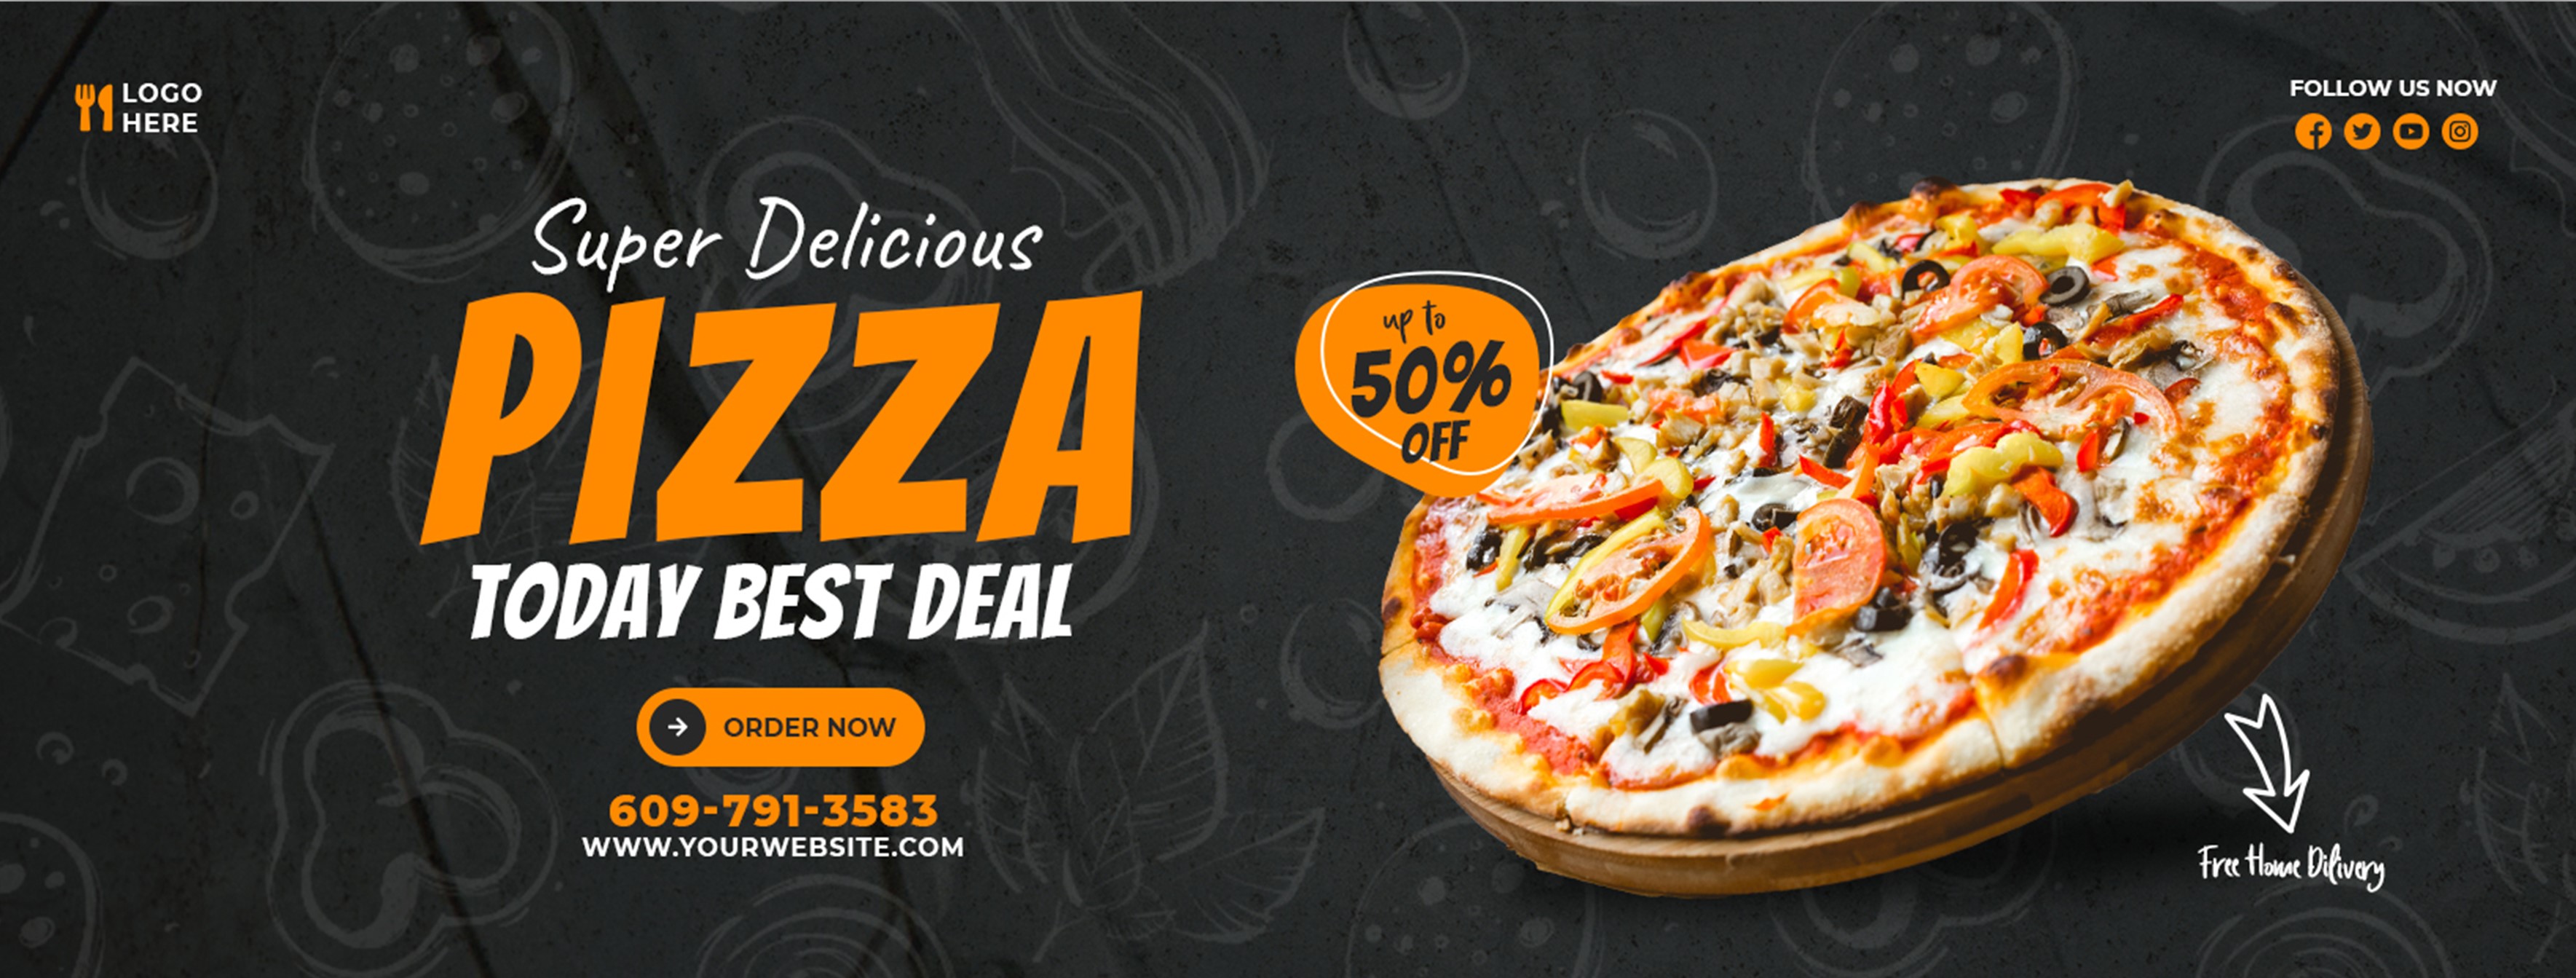 LOGO
HERE
FOLLOW US NOW
Super Delicious
PIZZA
TODAY BEST DEAL
up to
50%
OFF
ORDER NOW
609-791-3583
WWW.YOURWEBSITE.COM
Free Home Dilivery